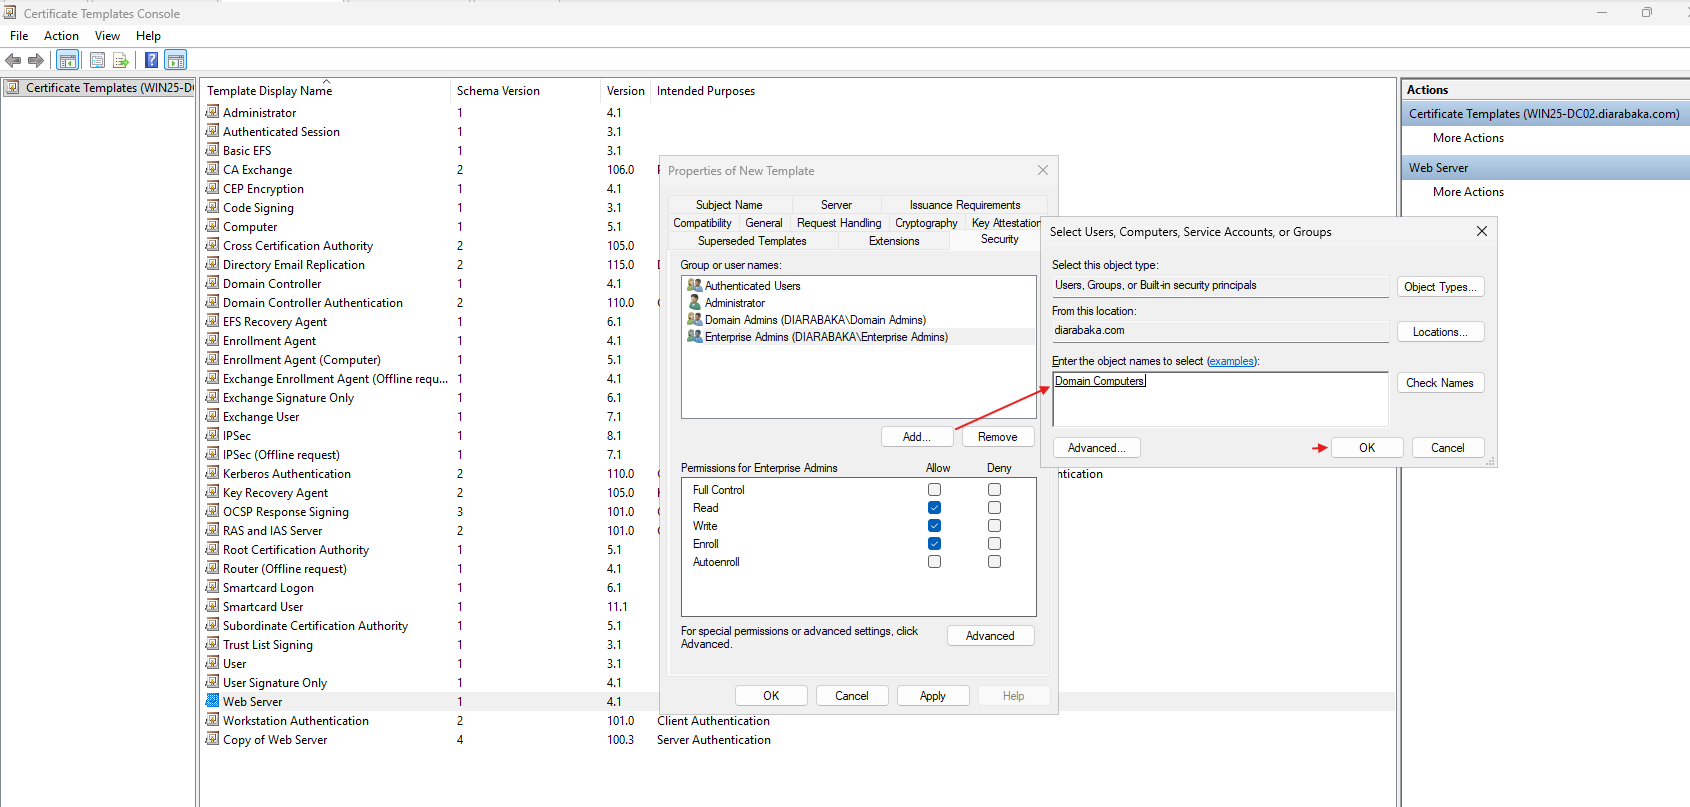 Certificate Templates Console
File Action View Help
Certificate Templates (WIN25-D
Template Display Name Schema Version Version Intended Purposes
Administrator 1 4.1
Authenticated Session 1 3.1
Basic EFS 1 3.1
CA Exchange 2 106.0
CEP Encryption 1 4.1
Code Signing 1 3.1
Computer 1 5.1
Cross Certification Authority 2 105.0
Directory Email Replication 2 115.0
Domain Controller 1 4.1
Domain Controller Authentication 2 110.0
EFS Recovery Agent 1 6.1
Enrollment Agent 1 4.1
Enrollment Agent (Computer) 1 5.1
Exchange Enrollment Agent (Offline requ... 1 4.1
Exchange Signature Only 1 6.1
Exchange User 1 7.1
IPSec 1 8.1
IPSec (Offline request) 1 7.1
Kerberos Authentication 2 110.0 ntication
Key Recovery Agent 2 105.0
OCSP Response Signing 3 101.0
RAS and IAS Server 2 101.0
Root Certification Authority 1 5.1
Router (Offline request) 1 4.1
Smartcard Logon 1 6.1
Smartcard User 1 11.1
Subordinate Certification Authority 1 5.1
Trust List Signing 1 3.1
User 1 3.1
User Signature Only 1 4.1
Web Server 1 4.1
Workstation Authentication 2 101.0 Client Authentication
Copy of Web Server 4 100.3 Server Authentication
Properties of New Template
Subject Name Server Issuance Requirements
Compatibility General Request Handling Cryptography Key Attestation
Superseded Templates Extensions Security
Group or user names:
Authenticated Users
Administrator
Domain Admins (DIARABAKA\Domain Admins)
Enterprise Admins (DIARABAKA\Enterprise Admins)
Add... Remove
Permissions for Enterprise Admins Allow Deny
Full Control
Read
Write
Enroll
Autoenroll
For special permissions or advanced settings, click
Advanced.
Advanced
OK Cancel Apply Help
Select Users, Computers, Service Accounts, or Groups
Select this object type:
Users, Groups, or Built-in security principals Object Types...
From this location:
diarabaka.com Locations...
Enter the object names to select (examples):
Domain Computers Check Names
Advanced... OK Cancel
Actions
Certificate Templates (WIN25-DC02.diarabaka.com)
More Actions
Web Server
More Actions